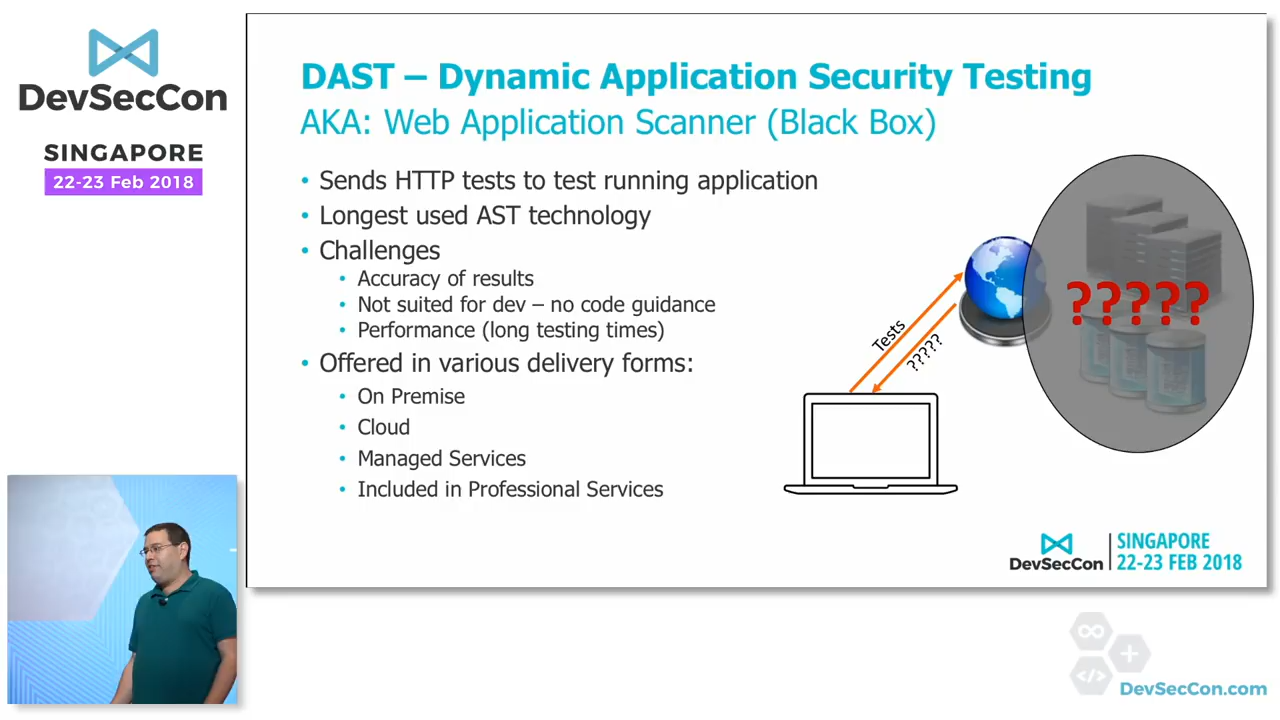 DevSecCon
SINGAPORE
22-23 Feb 2018
DAST – Dynamic Application Security Testing
AKA: Web Application Scanner (Black Box)
• Sends HTTP tests to test running application
• Longest used AST technology
• Challenges
• Accuracy of results
• Not suited for dev – no code guidance
• Performance (long testing times)
• Offered in various delivery forms:
• On Premise
• Cloud
• Managed Services
• Included in Professional Services
Tests
?????
?????
DevSecCon
SINGAPORE
22-23 FEB 2018
DevSecCon.com